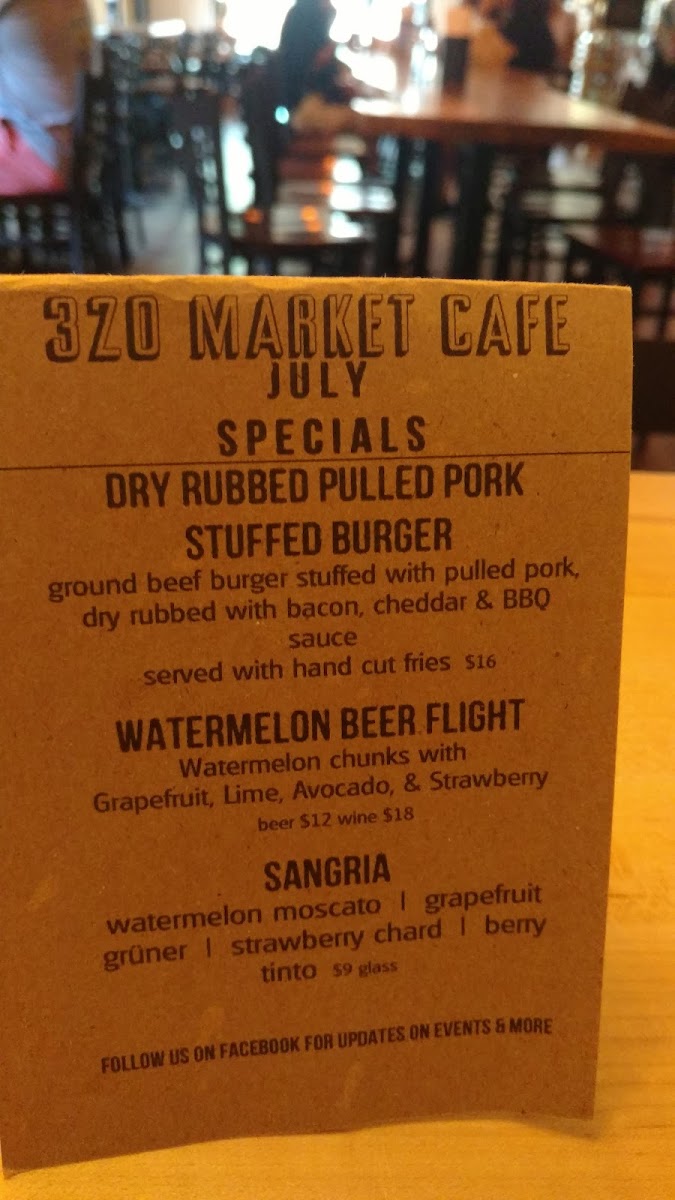 320 MARKET CAFE
JULY
SPECIALS
DRY RUBBED PULLED PORK
STUFFED BURGER
ground beef burger stuffed with pulled pork,
dry rubbed with bacon, cheddar & BBQ
sauce
served with hand cut fries $16
WATERMELON BEER FLIGHT
Watermelon chunks with
Grapefruit, Lime, Avocado, & Strawberry
beer $12 wine $18
SANGRIA
watermelon moscato | grapefruit
grüner | strawberry chard | berry
tinto $9 glass
FOLLOW US ON FACEBOOK FOR UPDATES ON EVENTS & MORE